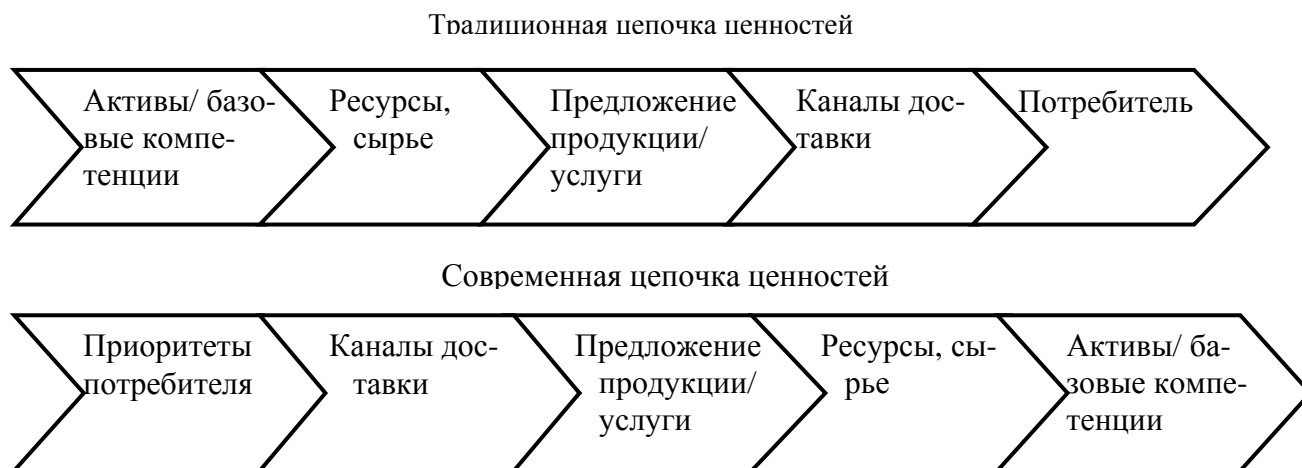 Традиционная цепочка ценностей
Активы/ базо-
вые компе-
тенции
Ресурсы,
сырье
Предложение
продукции/
услуги
Каналы дос-
тавки
Потребитель
Современная цепочка ценностей
Приоритеты
потребителя
Каналы дос-
тавки
Предложение
продукции/
услуги
Ресурсы, сы-
рье
Активы/ ба-
зовые компе-
тенции